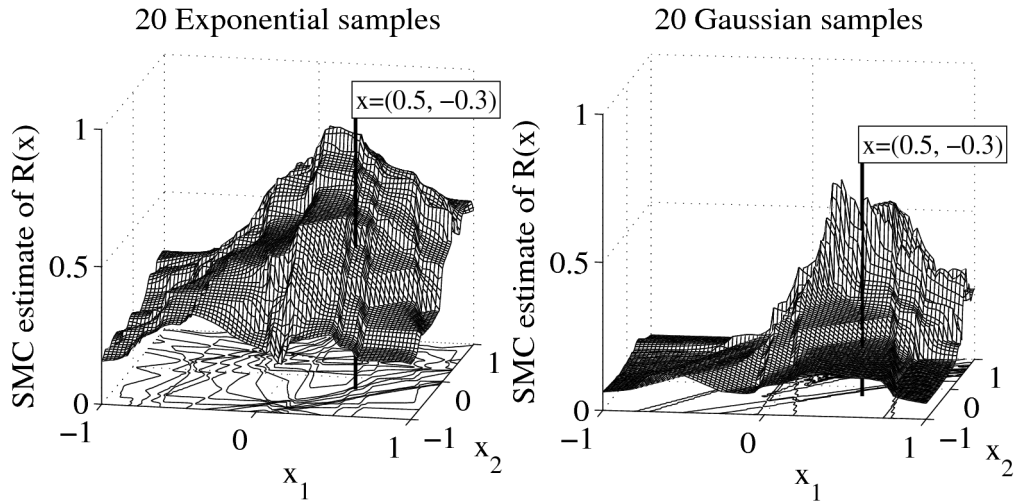 20 Exponential samples
SMC estimate of R(x)
1
0.5
0
x=(0.5, −0.3)
−1
0
1
x₁
−1
0
1
x₂
20 Gaussian samples
SMC estimate of R(x)
1
0.5
0
x=(0.5, −0.3)
−1
0
1
x₁
−1
0
1
x₂